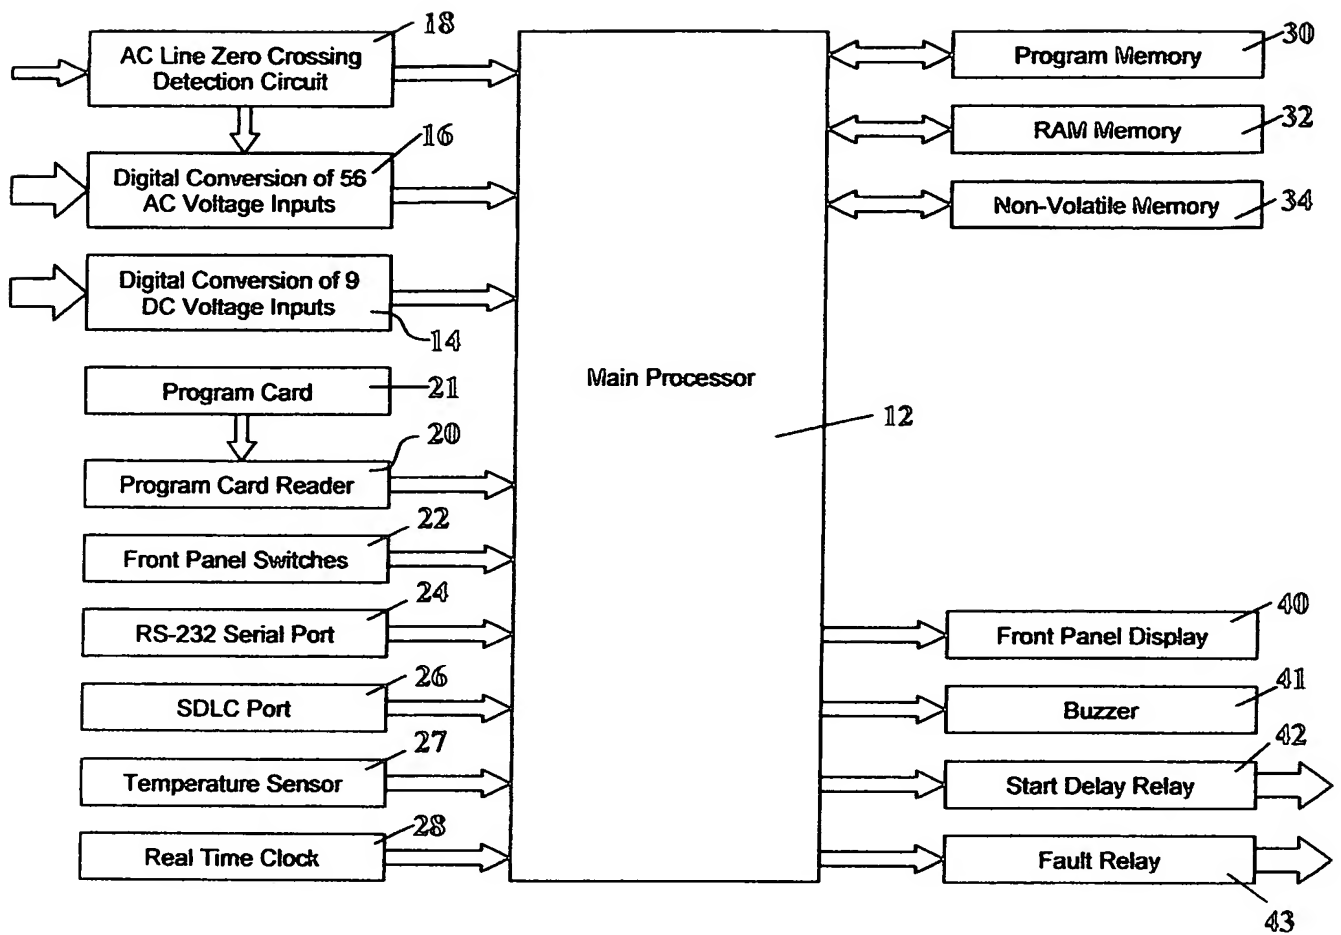 18
AC Line Zero Crossing
Detection Circuit
16
Digital Conversion of 56
AC Voltage Inputs
Digital Conversion of 9
DC Voltage Inputs
14
Program Card
21
20
Program Card Reader
22
Front Panel Switches
24
RS-232 Serial Port
26
SDLC Port
27
Temperature Sensor
28
Real Time Clock
Main Processor
12
30
Program Memory
32
RAM Memory
Non-Volatile Memory
34
40
Front Panel Display
41
Buzzer
42
Start Delay Relay
Fault Relay
43